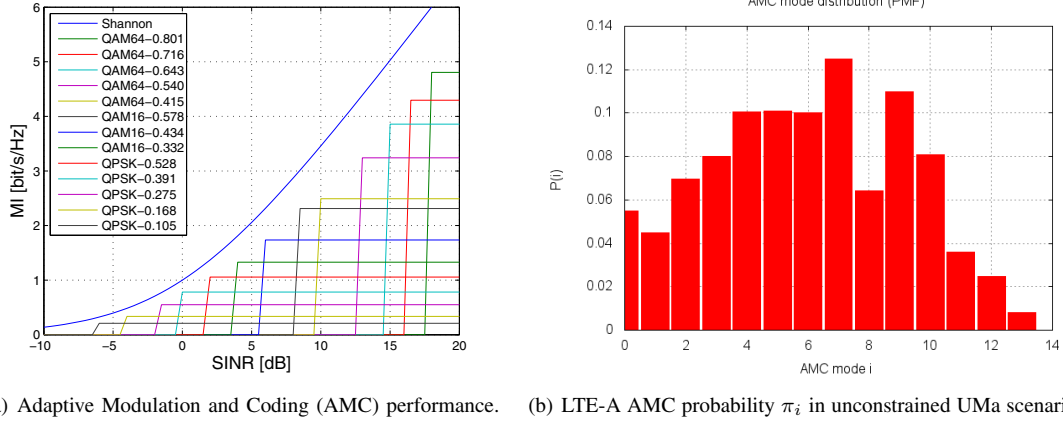 6
5
4
3
2
1
0
MI [bit/s/Hz]
Shannon
QAM64−0.801
QAM64−0.716
QAM64−0.643
QAM64−0.540
QAM64−0.415
QAM16−0.578
QAM16−0.434
QAM16−0.332
QPSK−0.528
QPSK−0.391
QPSK−0.275
QPSK−0.168
QPSK−0.105
−10 −5 0 5 10 15 20
SINR [dB]
) Adaptive Modulation and Coding (AMC) performance.
AMC mode distribution (PMF)
0.14
0.12
0.1
0.08
0.06
0.04
0.02
0
P(i)
0 2 4 6 8 10 12 14
AMC mode i
(b) LTE-A AMC probability πi in unconstrained UMa scenari